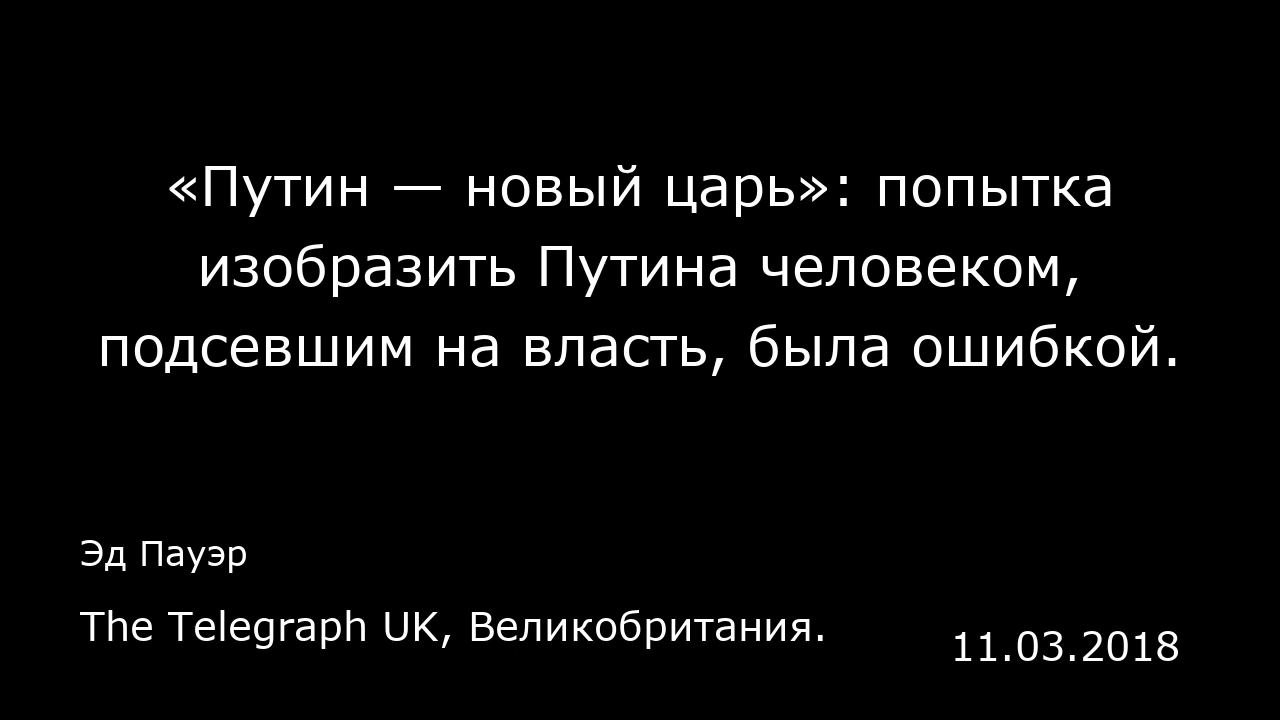 «Путин — новый царь»: попытка
изобразить Путина человеком,
подсевшим на власть, была ошибкой.
Эд Пауэр
The Telegraph UK, Великобритания.
11.03.2018